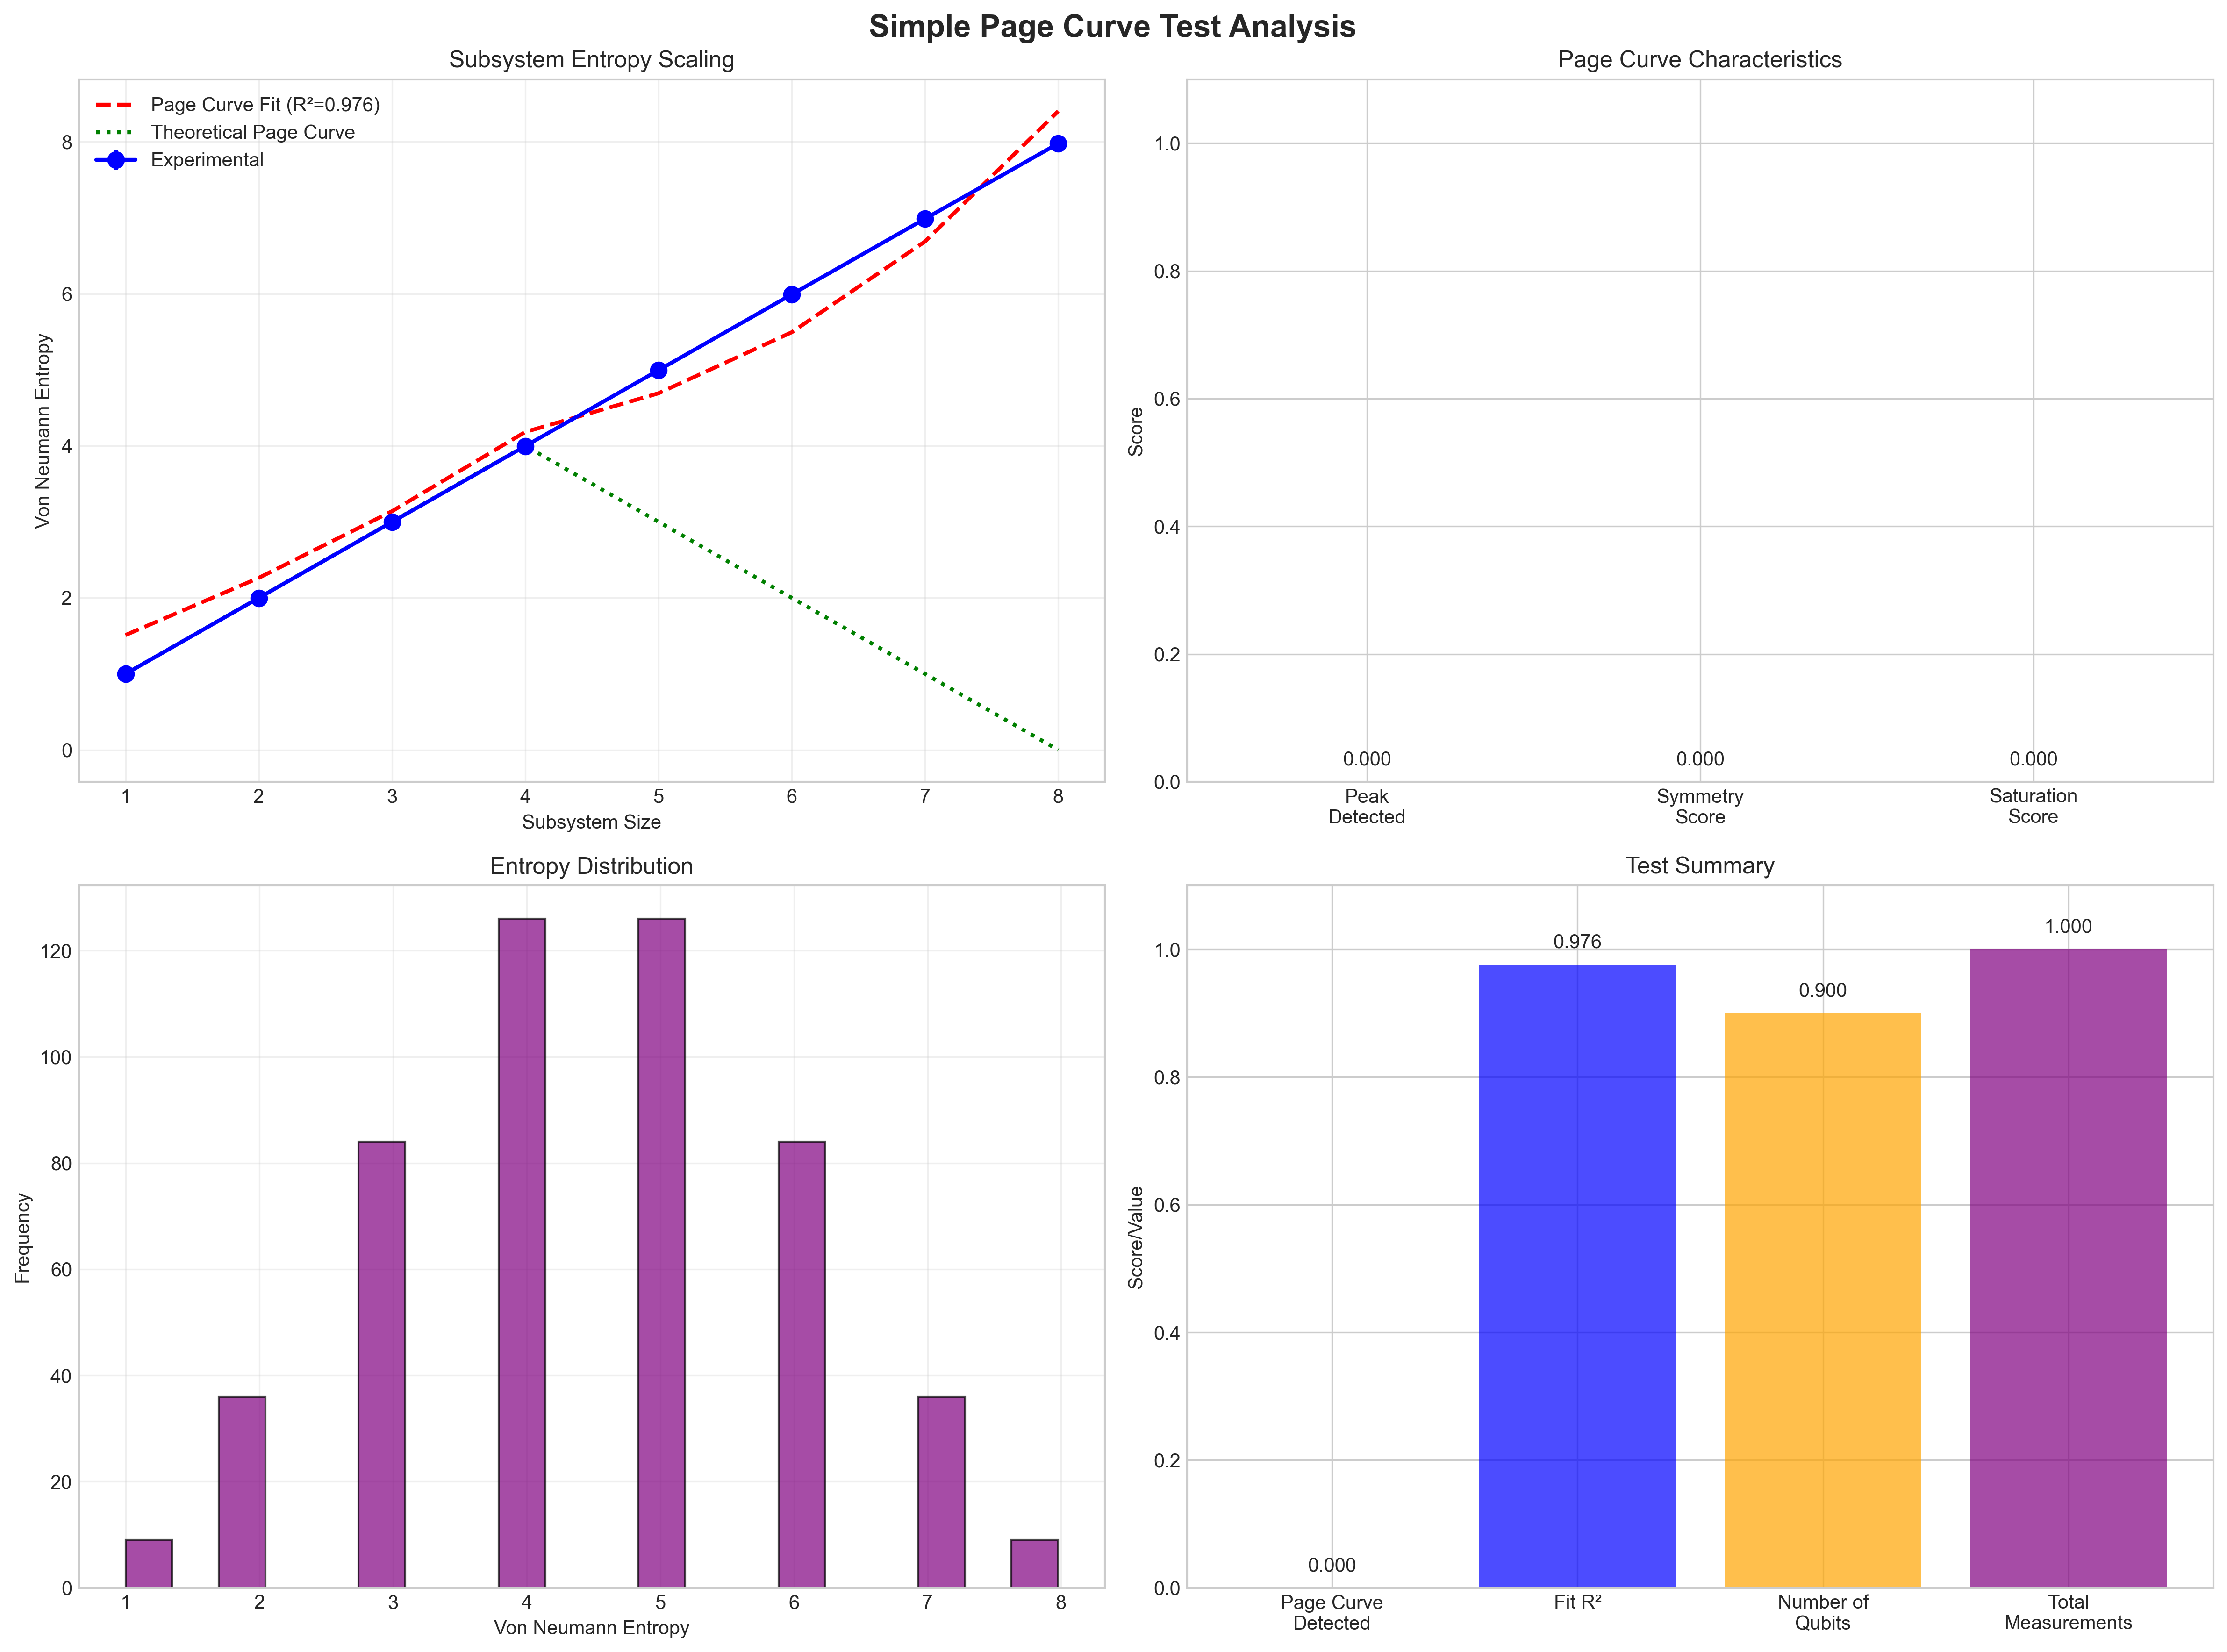 Simple Page Curve Test Analysis
Subsystem Entropy Scaling
Page Curve Fit (R²=0.976)
Theoretical Page Curve
Experimental
Von Neumann Entropy
8
6
4
2
0
1 2 3 4 5 6 7 8
Subsystem Size
Page Curve Characteristics
Score
1.0
0.8
0.6
0.4
0.2
0.0
0.000 0.000 0.000
Peak
Detected
Symmetry
Score
Saturation
Score
Entropy Distribution
Frequency
120
100
80
60
40
20
0
1 2 3 4 5 6 7 8
Von Neumann Entropy
Test Summary
Score/Value
1.0
0.8
0.6
0.4
0.2
0.0
0.000
0.976
0.900
1.000
Page Curve
Detected
Fit R²
Number of
Qubits
Total
Measurements